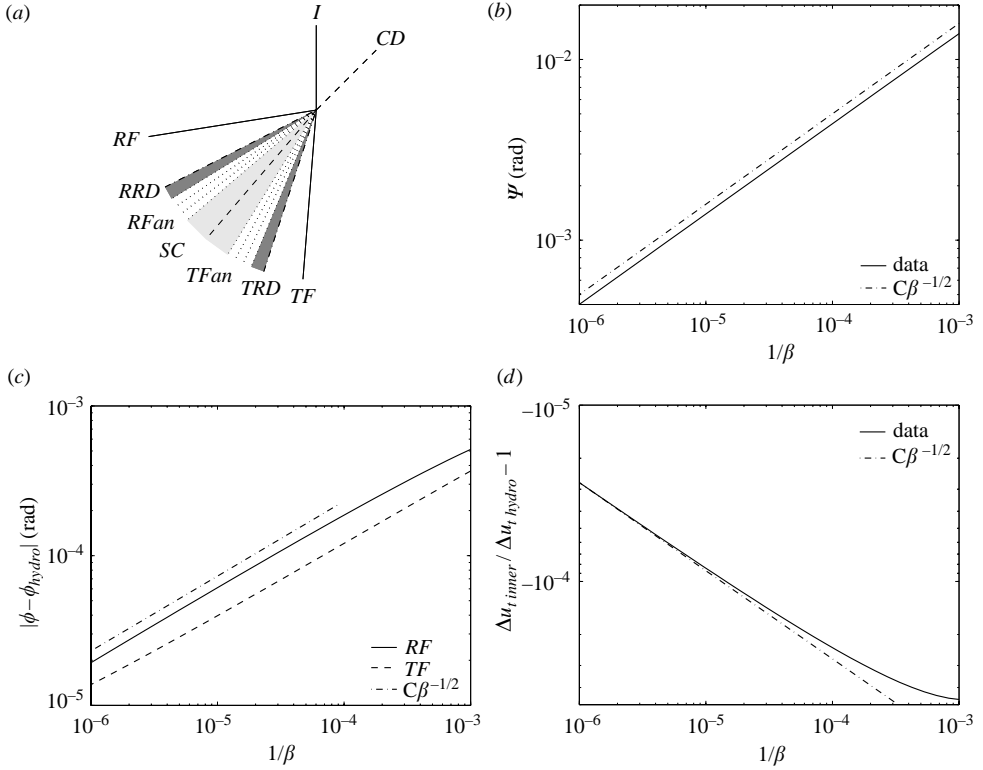 (a)
I
CD
RF
RRD
RFan
SC
TFan
TRD
TF
(b)
10⁻²
10⁻³
Ψ (rad)
data
Cβ⁻¹/²
10⁻⁶ 10⁻⁵ 10⁻⁴ 10⁻³
1/β
(c)
10⁻³
10⁻⁴
10⁻⁵
|ϕ−ϕhydro| (rad)
RF
TF
Cβ⁻¹/²
10⁻⁶ 10⁻⁵ 10⁻⁴ 10⁻³
1/β
(d)
−10⁻⁵
−10⁻⁴
Δut inner / Δut hydro − 1
data
Cβ⁻¹/²
10⁻⁶ 10⁻⁵ 10⁻⁴ 10⁻³
1/β